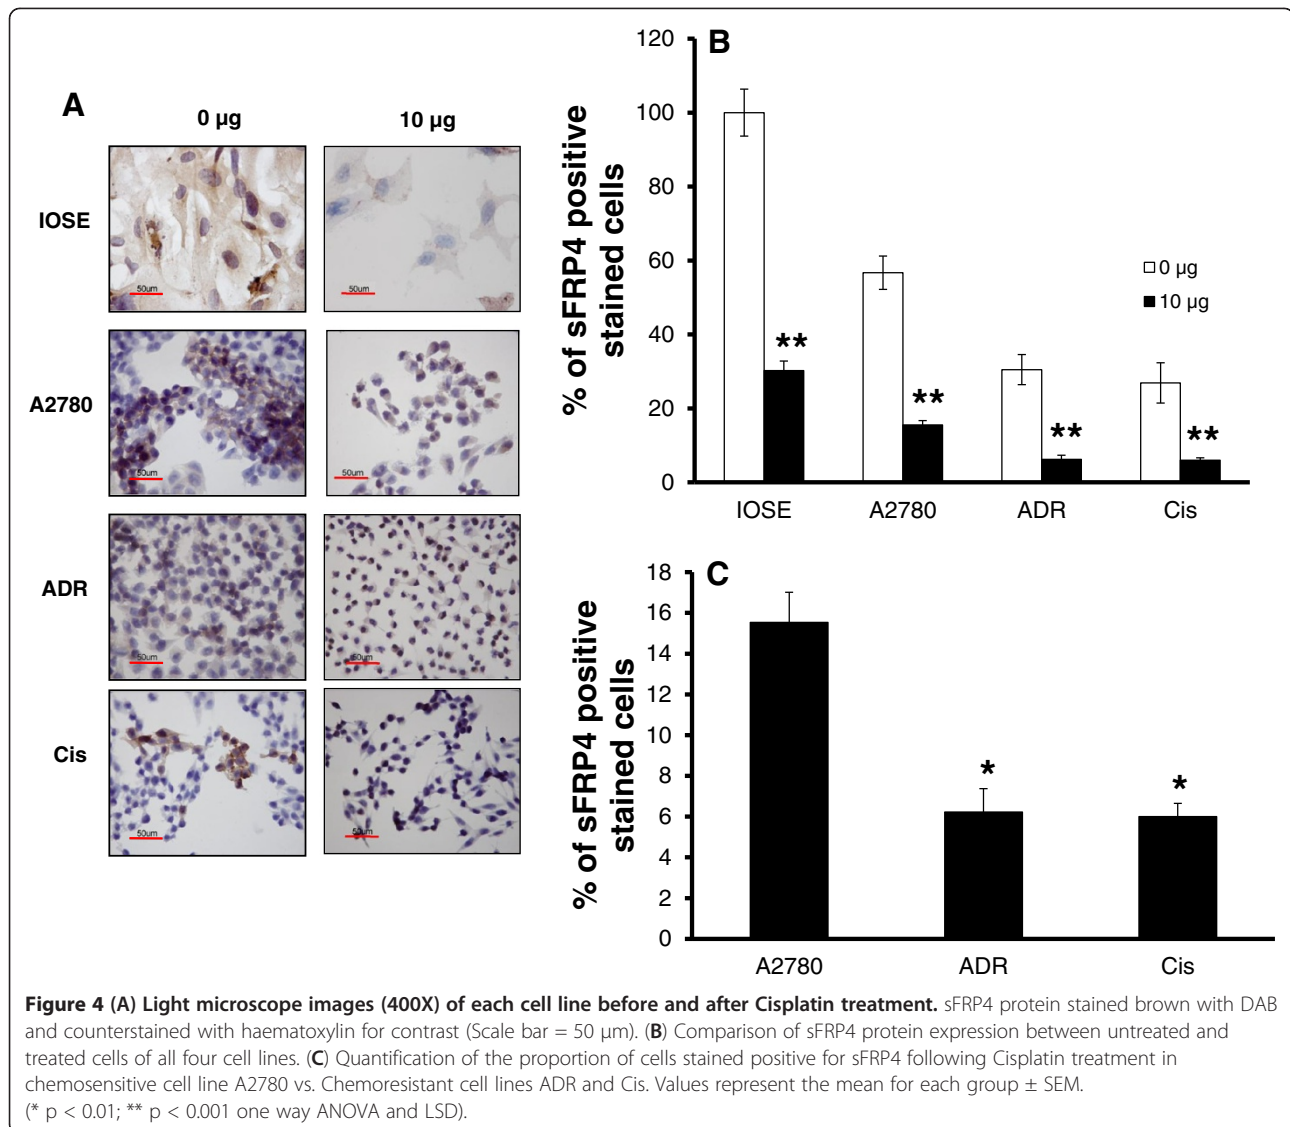 A
0 µg
10 µg
IOSE
50um
50um
A2780
50um
50um
ADR
50um
50um
Cis
50um
50um
B
% of sFRP4 positive
stained cells
120
100
80
60
40
20
0
**
**
**
**
0 µg
10 µg
IOSE
A2780
ADR
Cis
C
% of sFRP4 positive
stained cells
18
16
14
12
10
8
6
4
2
0
*
*
A2780
ADR
Cis
Figure 4 (A) Light microscope images (400X) of each cell line before and after Cisplatin treatment. sFRP4 protein stained brown with DAB
and counterstained with haematoxylin for contrast (Scale bar = 50 µm). (B) Comparison of sFRP4 protein expression between untreated and
treated cells of all four cell lines. (C) Quantification of the proportion of cells stained positive for sFRP4 following Cisplatin treatment in
chemosensitive cell line A2780 vs. Chemoresistant cell lines ADR and Cis. Values represent the mean for each group ± SEM.
(* p < 0.01; ** p < 0.001 one way ANOVA and LSD).